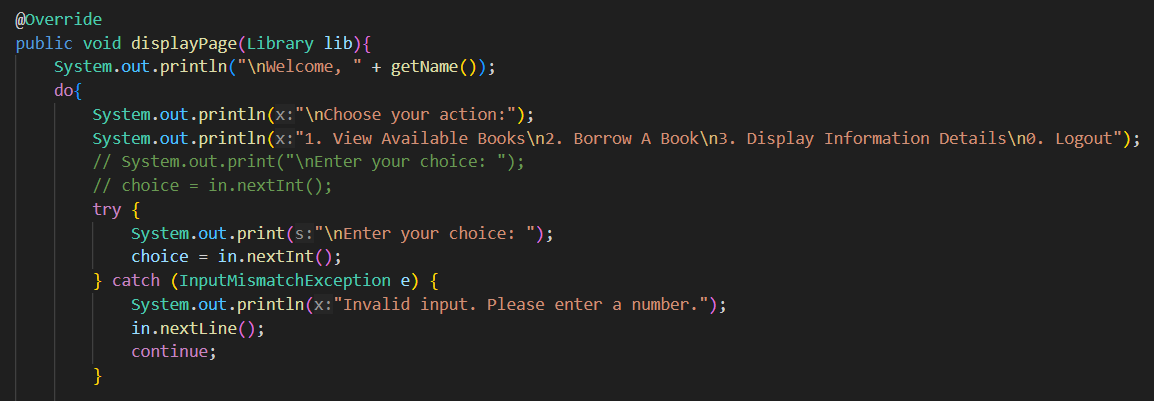 @Override
public void displayPage(Library lib){
    System.out.println("\nWelcome, " + getName());
    do{
        System.out.println(x:"\nChoose your action:");
        System.out.println(x:"1. View Available Books\n2. Borrow A Book\n3. Display Information Details\n0. Logout");
        // System.out.print("\nEnter your choice: ");
        // choice = in.nextInt();
        try {
            System.out.print(s:"\nEnter your choice: ");
            choice = in.nextInt();
        } catch (InputMismatchException e) {
            System.out.println(x:"Invalid input. Please enter a number.");
            in.nextLine();
            continue;
        }